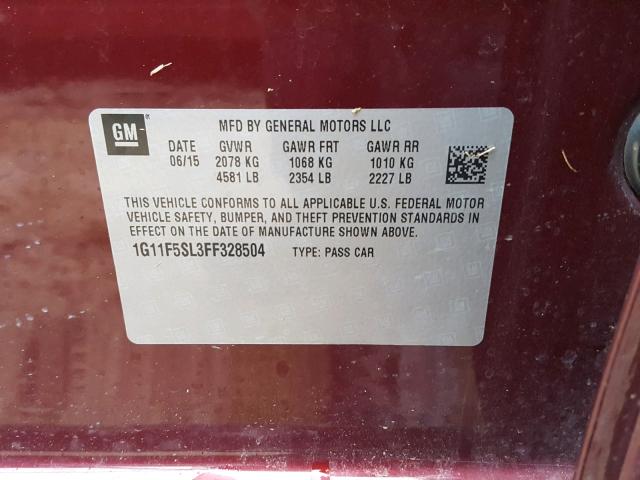 GM ®
MFD BY GENERAL MOTORS LLC
DATE GVWR GAWR FRT GAWR RR
06/15 2078 KG 1068 KG 1010 KG
4581 LB 2354 LB 2227 LB
THIS VEHICLE CONFORMS TO ALL APPLICABLE U.S. FEDERAL MOTOR
VEHICLE SAFETY, BUMPER, AND THEFT PREVENTION STANDARDS IN
EFFECT ON THE DATE OF MANUFACTURE SHOWN ABOVE.
1G11F5SL3FF328504 TYPE: PASS CAR